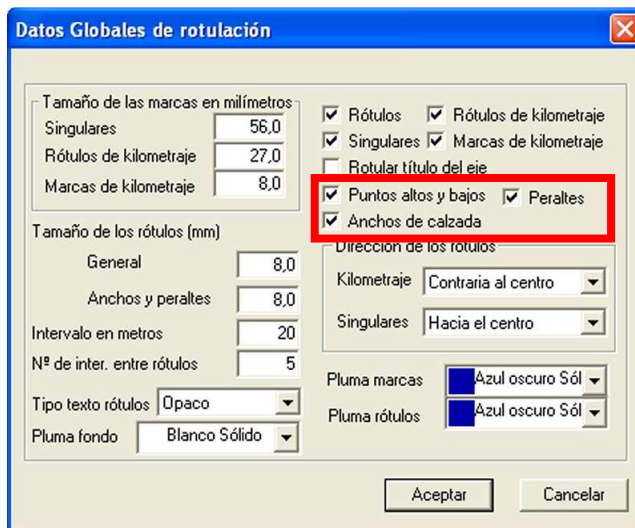 Datos Globales de rotulación
Tamaño de las marcas en milímetros
Singulares 56,0
Rótulos de kilometraje 27,0
Marcas de kilometraje 8,0
Rótulos Rótulos de kilometraje
Singulares Marcas de kilometraje
Rotular título del eje
Puntos altos y bajos Peraltes
Anchos de calzada
Tamaño de los rótulos (mm)
General 8,0
Anchos y peraltes 8,0
Intervalo en metros 20
Nº de inter. entre rótulos 5
Tipo texto rótulos Opaco
Pluma fondo Blanco Sólido
Dirección de los rótulos
Kilometraje Contraria al centro
Singulares Hacia el centro
Pluma marcas Azul oscuro Sól
Pluma rótulos Azul oscuro Sól
Aceptar Cancelar